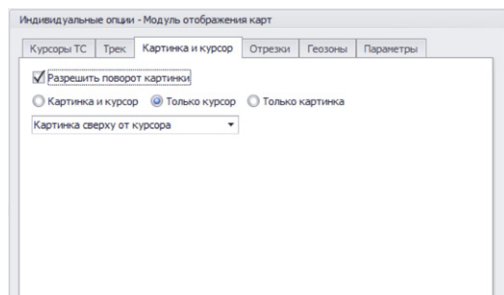 Индивидуальные опции - Модуль отображения карт
Курсоры ТС Трек Картинка и курсор Отрезки Геозоны Параметры
Разрешить поворот картинки
Картинка и курсор Только курсор Только картинка
Картинка сверху от курсора